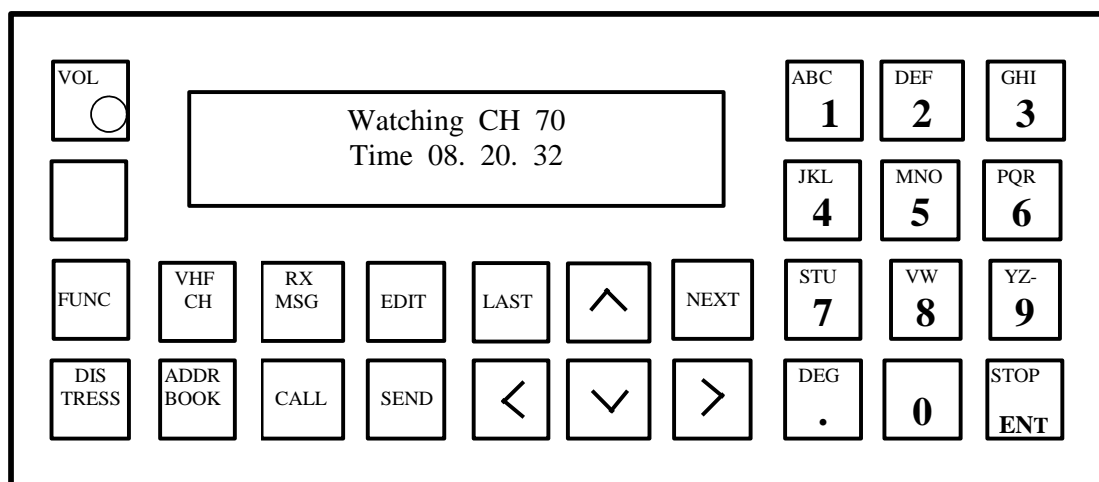 VOL
Watching CH 70
Time 08. 20. 32
ABC
1
DEF
2
GHI
3
JKL
4
MNO
5
PQR
6
FUNC
VHF
CH
RX
MSG
EDIT
LAST
NEXT
STU
7
VW
8
YZ-
9
DIS
TRESS
ADDR
BOOK
CALL
SEND
DEG
.
0
STOP
ENT